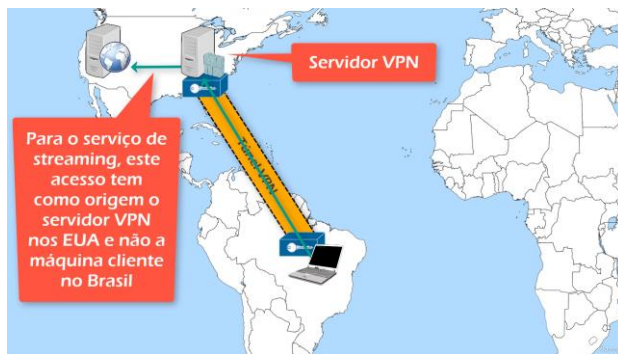 Servidor VPN
Para o serviço de
streaming, este
acesso tem
como origem o
servidor VPN
nos EUA e não a
máquina cliente
no Brasil
Túnel VPN